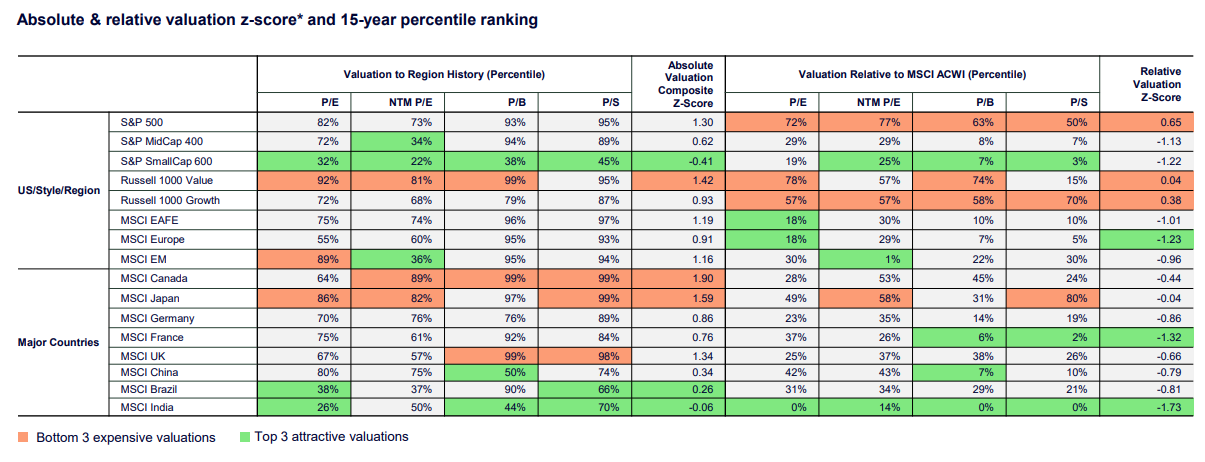 Absolute & relative valuation z-score* and 15-year percentile ranking
Valuation to Region History (Percentile) Absolute Valuation Composite Z-Score Valuation Relative to MSCI ACWI (Percentile) Relative Valuation Z-Score
P/E NTM P/E P/B P/S P/E NTM P/E P/B P/S
US/Style/Region
S&P 500 82% 73% 93% 95% 1.30 72% 77% 63% 50% 0.65
S&P MidCap 400 72% 34% 94% 89% 0.62 29% 29% 8% 7% -1.13
S&P SmallCap 600 32% 22% 38% 45% -0.41 19% 25% 7% 3% -1.22
Russell 1000 Value 92% 81% 99% 95% 1.42 78% 57% 74% 15% 0.04
Russell 1000 Growth 72% 68% 79% 87% 0.93 57% 57% 58% 70% 0.38
MSCI EAFE 75% 74% 96% 97% 1.19 18% 30% 10% 10% -1.01
MSCI Europe 55% 60% 95% 93% 0.91 18% 29% 7% 5% -1.23
MSCI EM 89% 36% 95% 94% 1.16 30% 1% 22% 30% -0.96
Major Countries
MSCI Canada 64% 89% 99% 99% 1.90 28% 53% 45% 24% -0.44
MSCI Japan 86% 82% 97% 99% 1.59 49% 58% 31% 80% -0.04
MSCI Germany 70% 76% 76% 89% 0.86 23% 35% 14% 19% -0.86
MSCI France 75% 61% 92% 84% 0.76 37% 26% 6% 2% -1.32
MSCI UK 67% 57% 99% 98% 1.34 25% 37% 38% 26% -0.66
MSCI China 80% 75% 50% 74% 0.34 42% 43% 7% 10% -0.79
MSCI Brazil 38% 37% 90% 66% 0.26 31% 34% 29% 21% -0.81
MSCI India 26% 50% 44% 70% -0.06 0% 14% 0% 0% -1.73
Bottom 3 expensive valuations Top 3 attractive valuations